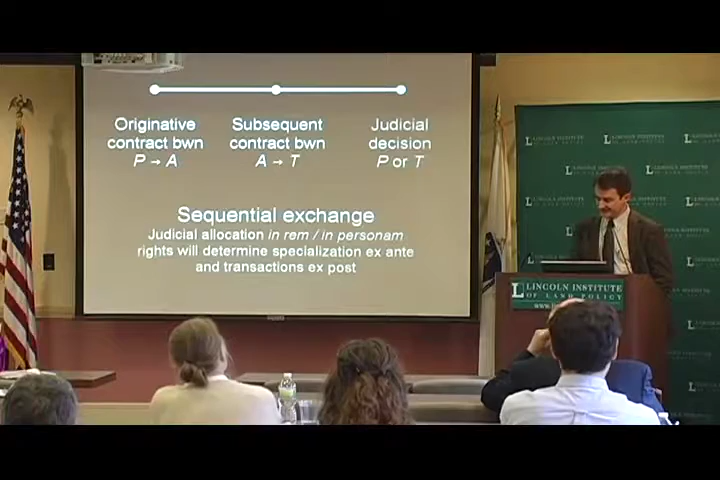 Originative
contract bwn
P → A
Subsequent
contract bwn
A → T
Judicial
decision
P or T
Sequential exchange
Judicial allocation in rem / in personam
rights will determine specialization ex ante
and transactions ex post
LINCOLN INSTITUTE
OF LAND POLICY
LINCOLN INSTITUTE
OF LAND POLICY